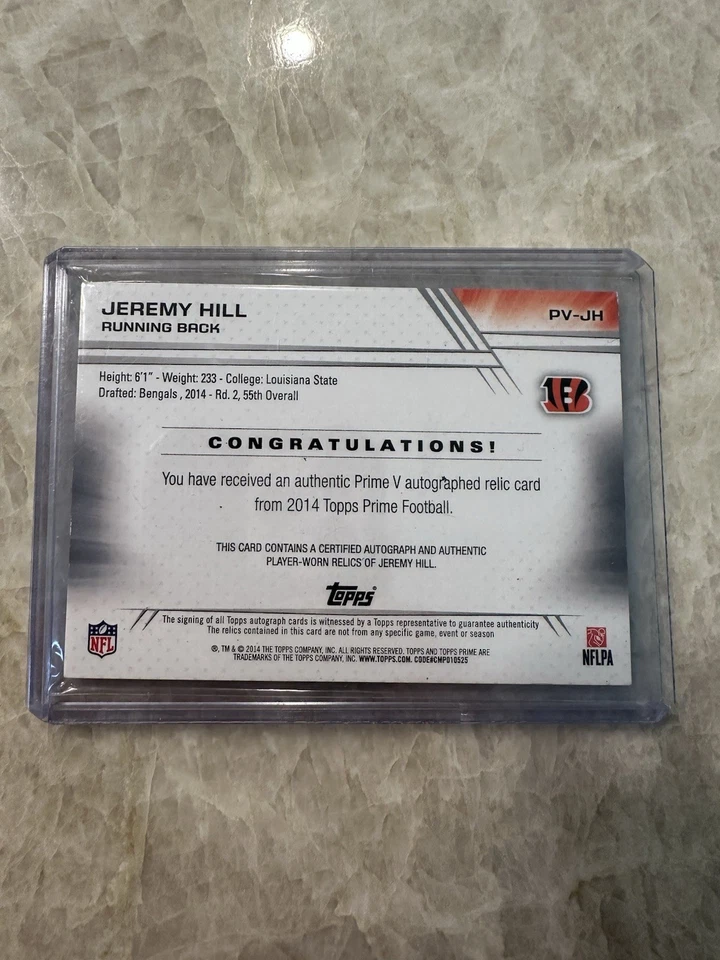 JEREMY HILL
RUNNING BACK
PV-JH
Height: 6'1" - Weight: 233 - College: Louisiana State
Drafted: Bengals , 2014 - Rd. 2, 55th Overall
B
CONGRATULATIONS!
You have received an authentic Prime V autographed relic card
from 2014 Topps Prime Football.
THIS CARD CONTAINS A CERTIFIED AUTOGRAPH AND AUTHENTIC
PLAYER-WORN RELICS OF JEREMY HILL.
topps®
The signing of all Topps autograph cards is witnessed by a Topps representative to guarantee authenticity
The relics contained in this card are not from any specific game, event or season
NFL
NFLPA
®, TM & © 2014 THE TOPPS COMPANY, INC. ALL RIGHTS RESERVED. TOPPS AND TOPPS PRIME ARE
TRADEMARKS OF THE TOPPS COMPANY, INC. WWW.TOPPS.COM. CODE#CMP010525